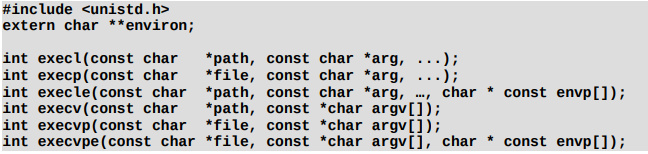 #include <unistd.h>
extern char **environ;
int execl(const char *path, const char *arg, ...);
int execp(const char *file, const char *arg, ...);
int execle(const char *path, const char *arg, …, char * const envp[]);
int execv(const char *path, const *char argv[]);
int execvp(const char *file, const *char argv[]);
int execvpe(const char *file, const *char argv[], char * const envp[]);